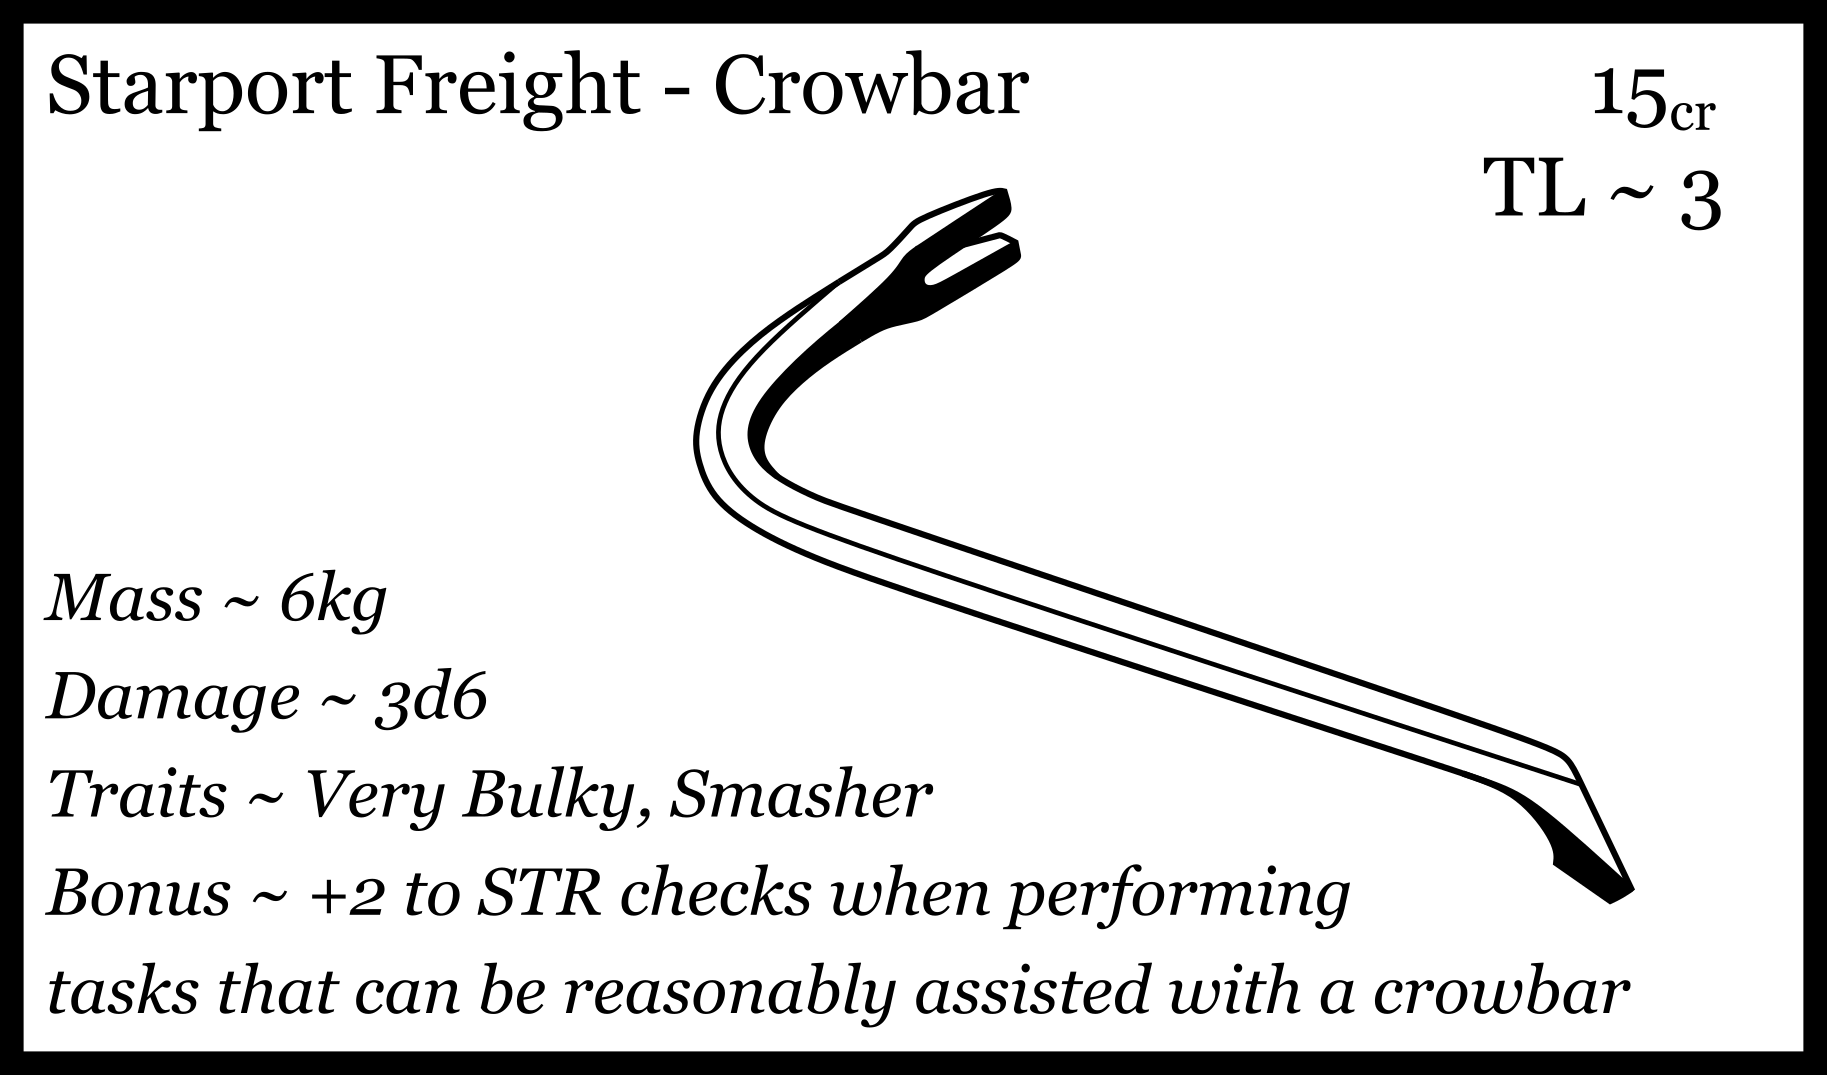 Starport Freight - Crowbar
15cr
TL ~ 3
Mass ~ 6kg
Damage ~ 3d6
Traits ~ Very Bulky, Smasher
Bonus ~ +2 to STR checks when performing
tasks that can be reasonably assisted with a crowbar